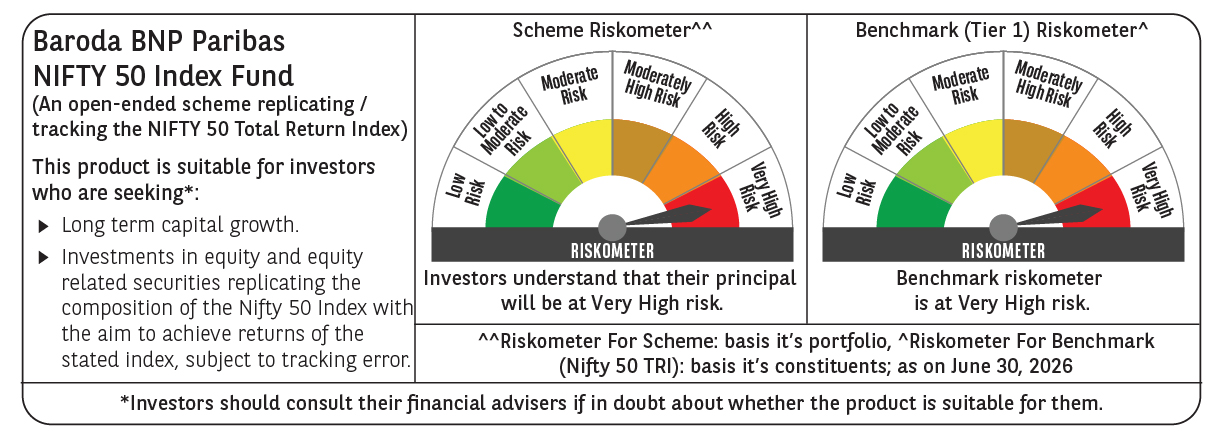 Baroda BNP Paribas
NIFTY 50 Index Fund
(An open-ended scheme replicating /
tracking the NIFTY 50 Total Return Index)
This product is suitable for investors
who are seeking*:
Long term capital growth.
Investments in equity and equity
related securities replicating the
composition of the Nifty 50 Index with
the aim to achieve returns of the
stated index, subject to tracking error.
Scheme Riskometer^^
Low
Risk
Low to
Moderate
Risk
Moderate
Risk
Moderately
High Risk
High
Risk
Very High
Risk
RISKOMETER
Investors understand that their principal
will be at Very High risk.
Benchmark (Tier 1) Riskometer^
Low
Risk
Low to
Moderate
Risk
Moderate
Risk
Moderately
High Risk
High
Risk
Very High
Risk
RISKOMETER
Benchmark riskometer
is at Very High risk.
^^Riskometer For Scheme: basis it's portfolio, ^Riskometer For Benchmark
(Nifty 50 TRI): basis it's constituents; as on June 30, 2026
*Investors should consult their financial advisers if in doubt about whether the product is suitable for them.